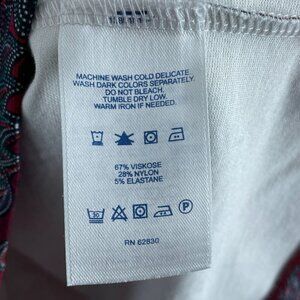 MACHINE WASH COLD DELICATE
WASH DARK COLORS SEPARATELY.
DO NOT BLEACH.
TUMBLE DRY LOW.
WARM IRON IF NEEDED.
67% VISKOSE
28% NYLON
5% ELASTANE
P
RN 62830